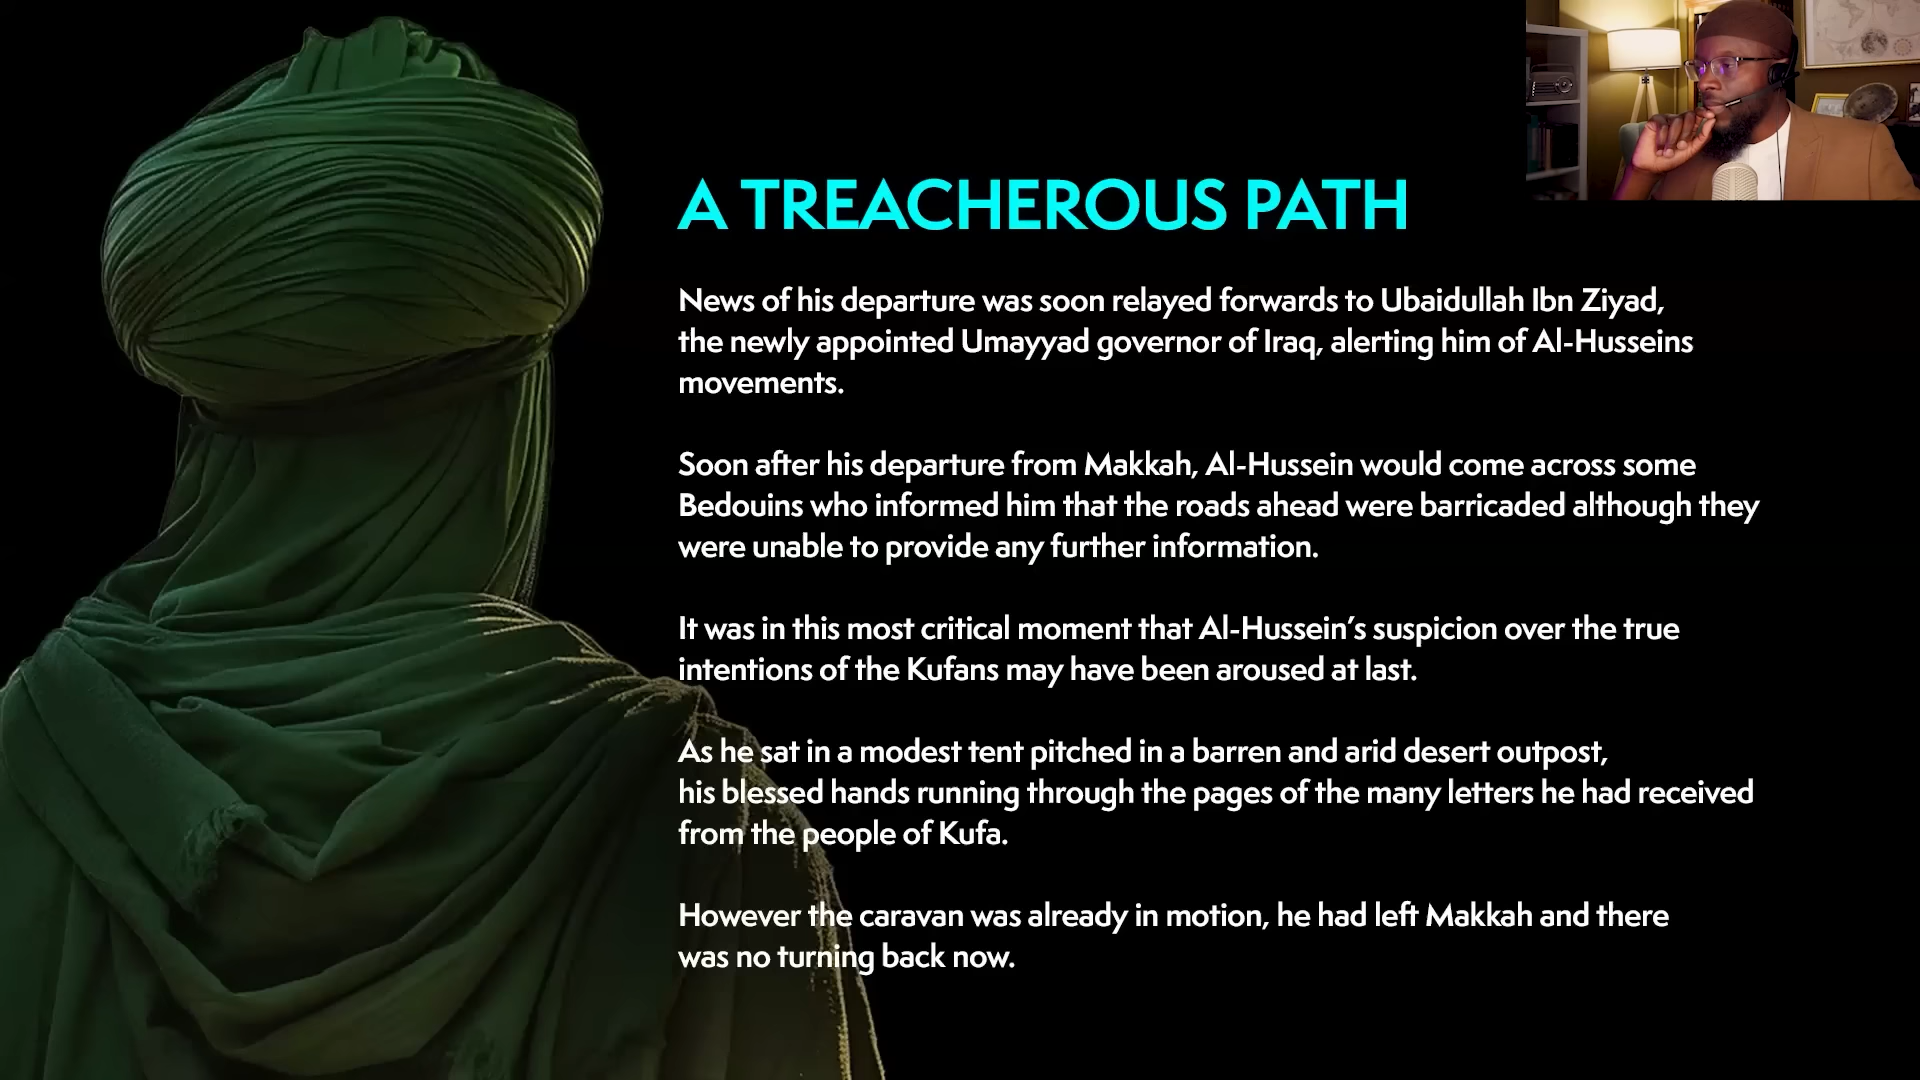 A TREACHEROUS PATH
News of his departure was soon relayed forwards to Ubaidullah Ibn Ziyad,
the newly appointed Umayyad governor of Iraq, alerting him of Al-Husseins
movements.
Soon after his departure from Makkah, Al-Hussein would come across some
Bedouins who informed him that the roads ahead were barricaded although they
were unable to provide any further information.
It was in this most critical moment that Al-Hussein’s suspicion over the true
intentions of the Kufans may have been aroused at last.
As he sat in a modest tent pitched in a barren and arid desert outpost,
his blessed hands running through the pages of the many letters he had received
from the people of Kufa.
However the caravan was already in motion, he had left Makkah and there
was no turning back now.